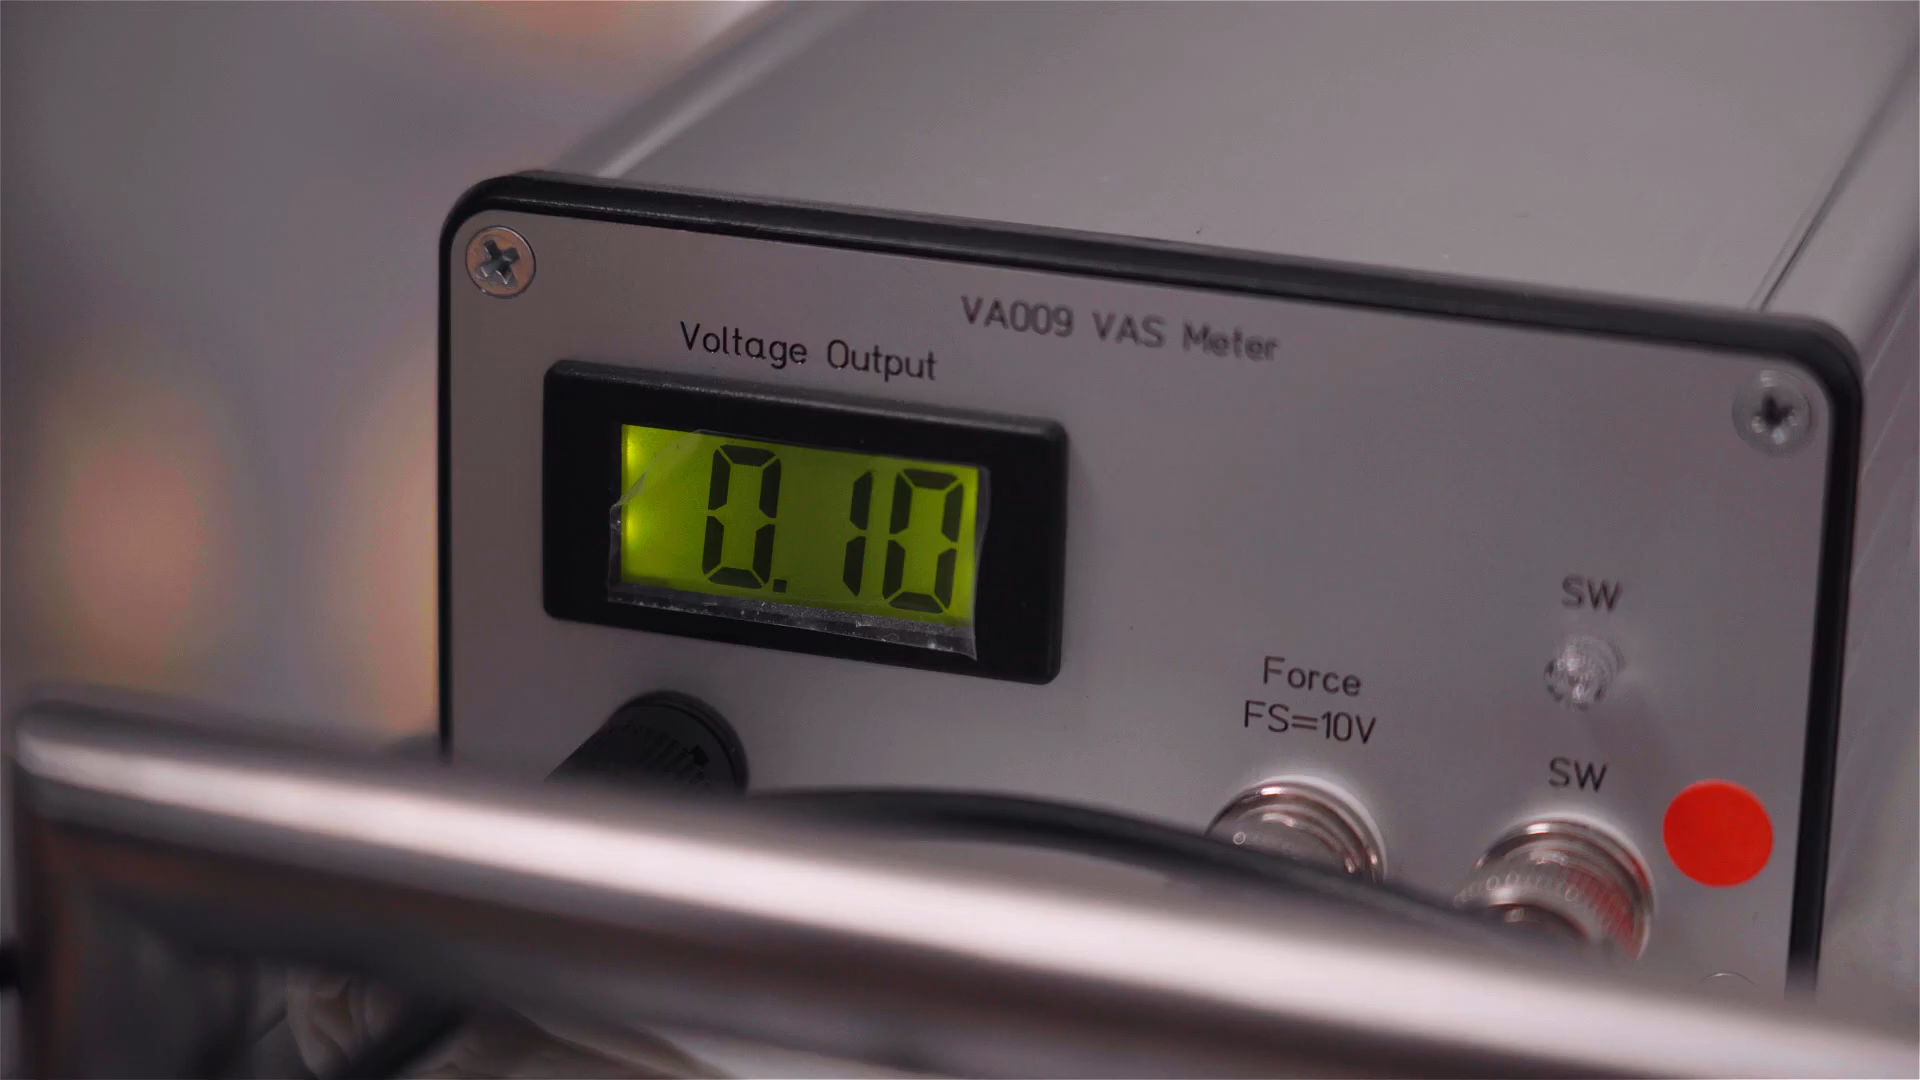 VA009 VAS Meter
Voltage Output
0.10
SW
Force
FS=10V
SW